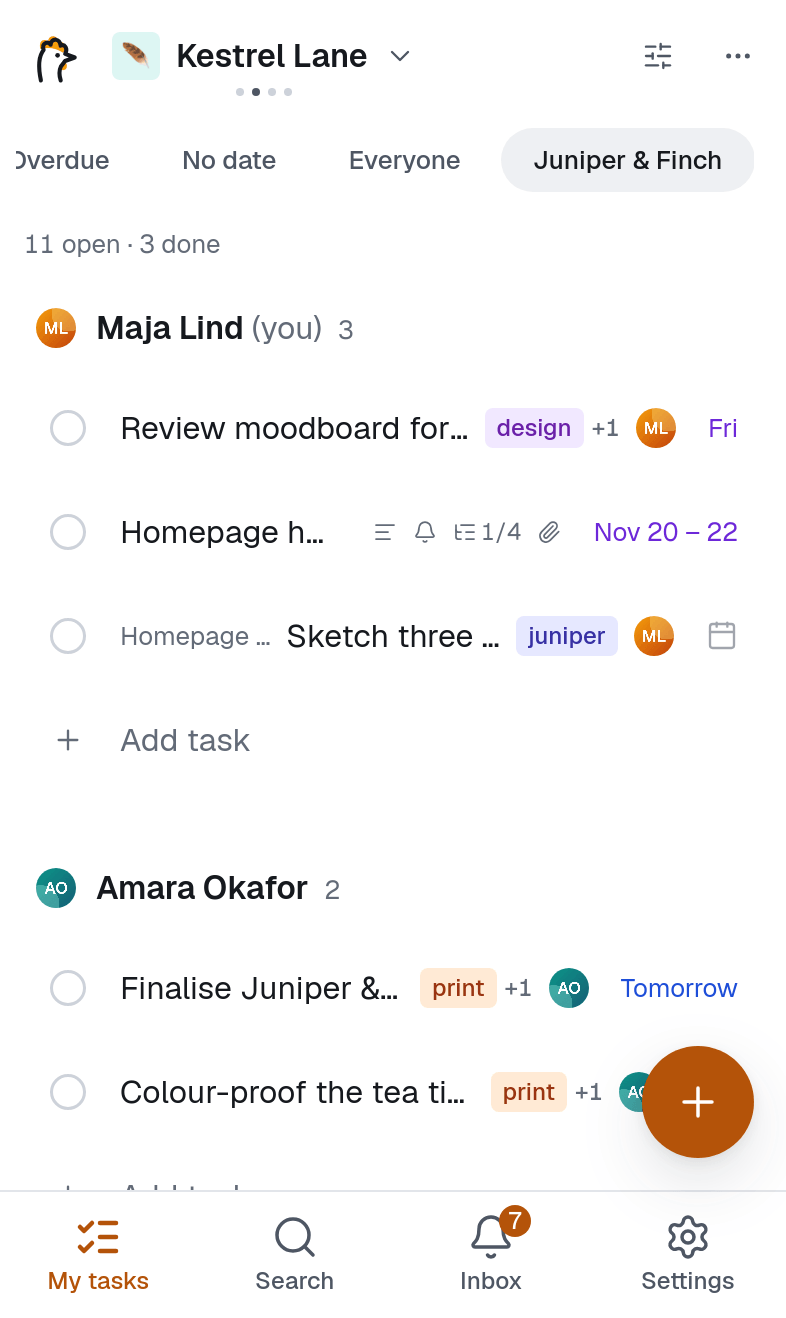 Kestrel Lane
Overdue No date Everyone Juniper & Finch
11 open · 3 done
ML Maja Lind (you) 3
Review moodboard for... design +1 ML Fri
Homepage h... 1/4 Nov 20 – 22
Homepage ... Sketch three ... juniper ML
Add task
AO Amara Okafor 2
Finalise Juniper &... print +1 AO Tomorrow
Colour-proof the tea ti... print +1 AO
Add task
7
My tasks Search Inbox Settings